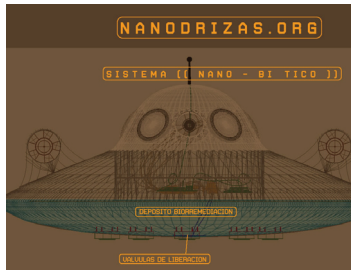 NANODRIZAS.ORG
SISTEMA [[ NANO - BI TICO ]]
DEPOSITO BIORREMEDIACION
VALVULAS DE LIBERACION